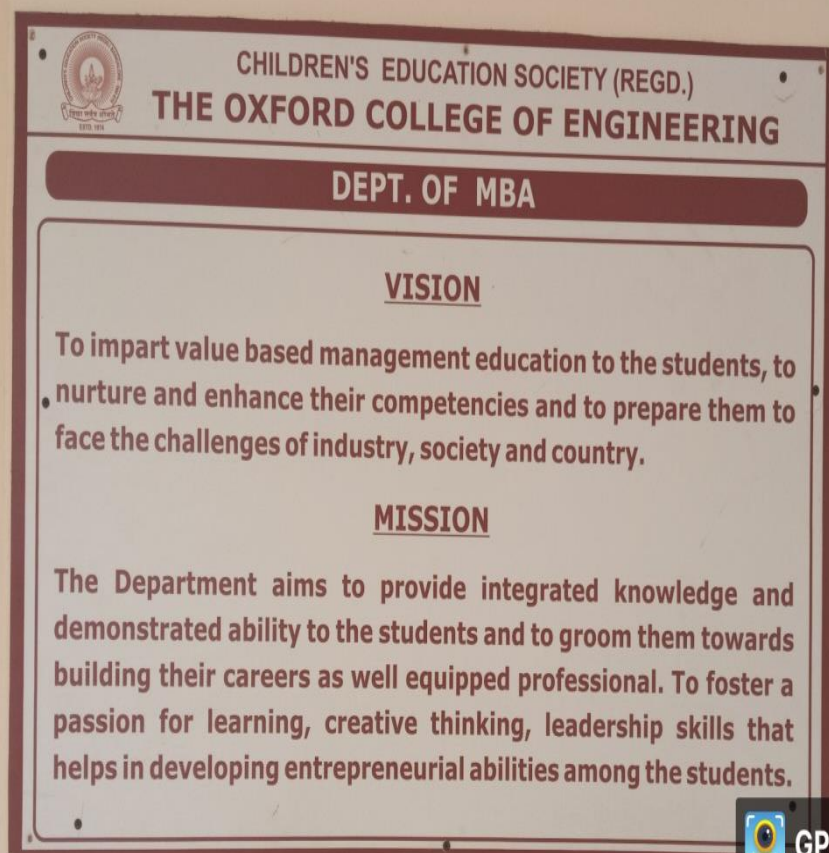 CHILDREN'S EDUCATION SOCIETY (REGD.)
THE OXFORD COLLEGE OF ENGINEERING
DEPT. OF MBA
VISION
To impart value based management education to the students, to
nurture and enhance their competencies and to prepare them to
face the challenges of industry, society and country.
MISSION
The Department aims to provide integrated knowledge and
demonstrated ability to the students and to groom them towards
building their careers as well equipped professional. To foster a
passion for learning, creative thinking, leadership skills that
helps in developing entrepreneurial abilities among the students.
GP